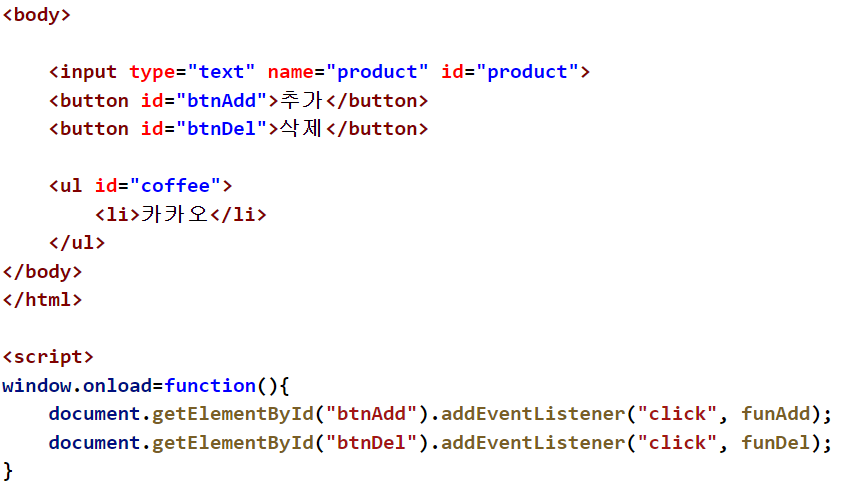 <body>
<input type="text" name="product" id="product">
<button id="btnAdd">추가</button>
<button id="btnDel">삭제</button>
<ul id="coffee">
<li>카카오</li>
</ul>
</body>
</html>
<script>
window.onload=function(){
document.getElementById("btnAdd").addEventListener("click", funAdd);
document.getElementById("btnDel").addEventListener("click", funDel);
}